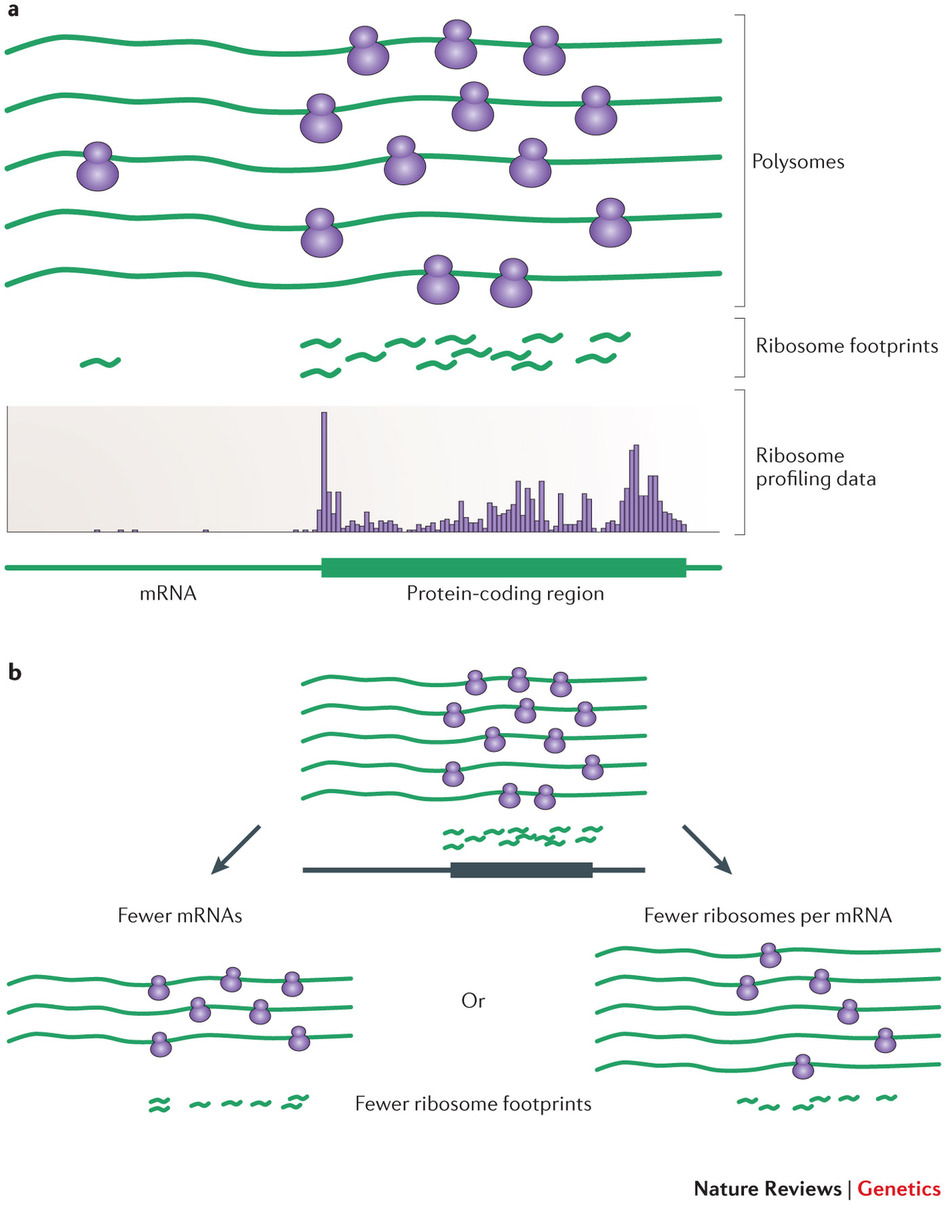 a
Polysomes
Ribosome footprints
Ribosome
profiling data
mRNA
Protein-coding region
b
Fewer mRNAs
Fewer ribosomes per mRNA
Or
Fewer ribosome footprints
Nature Reviews | Genetics